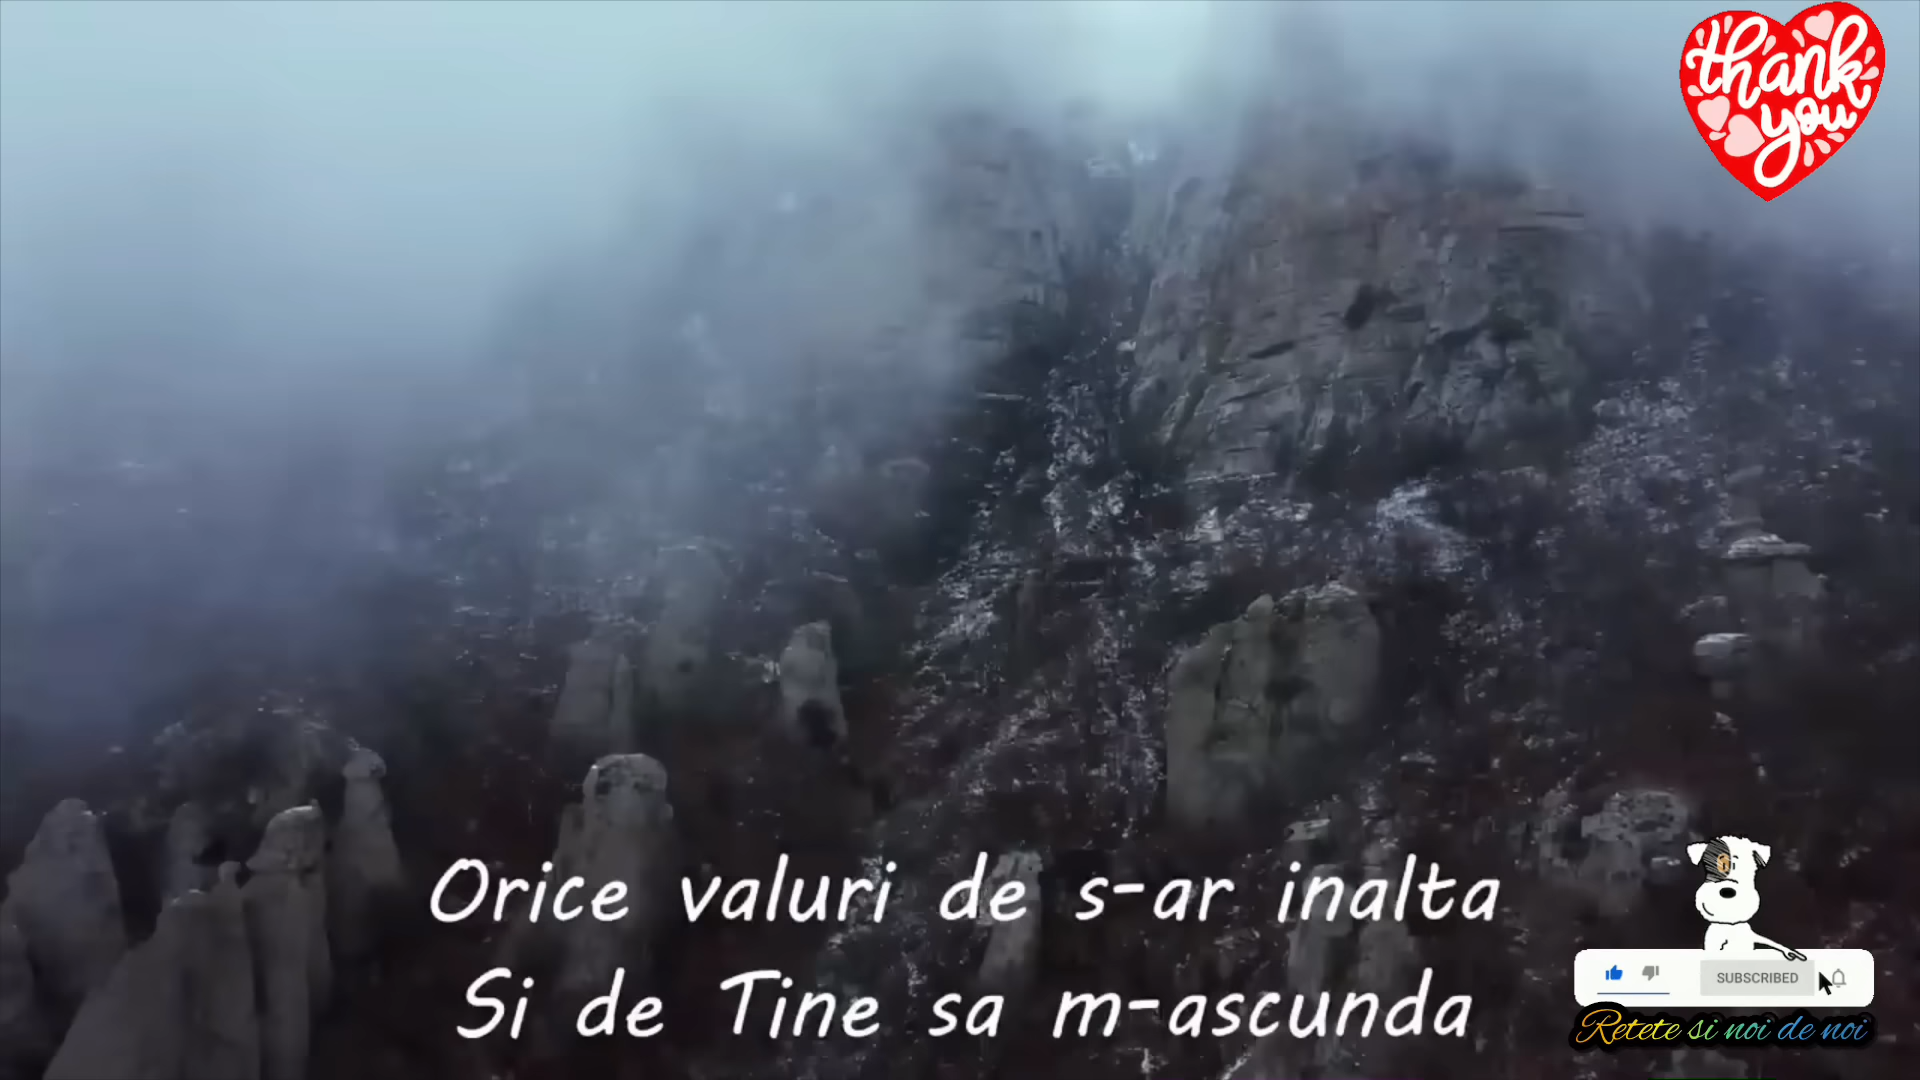 thank
you
Orice valuri de s-ar inalta
Si de Tine sa m-ascunda
SUBSCRIBED
Retete si noi de noi